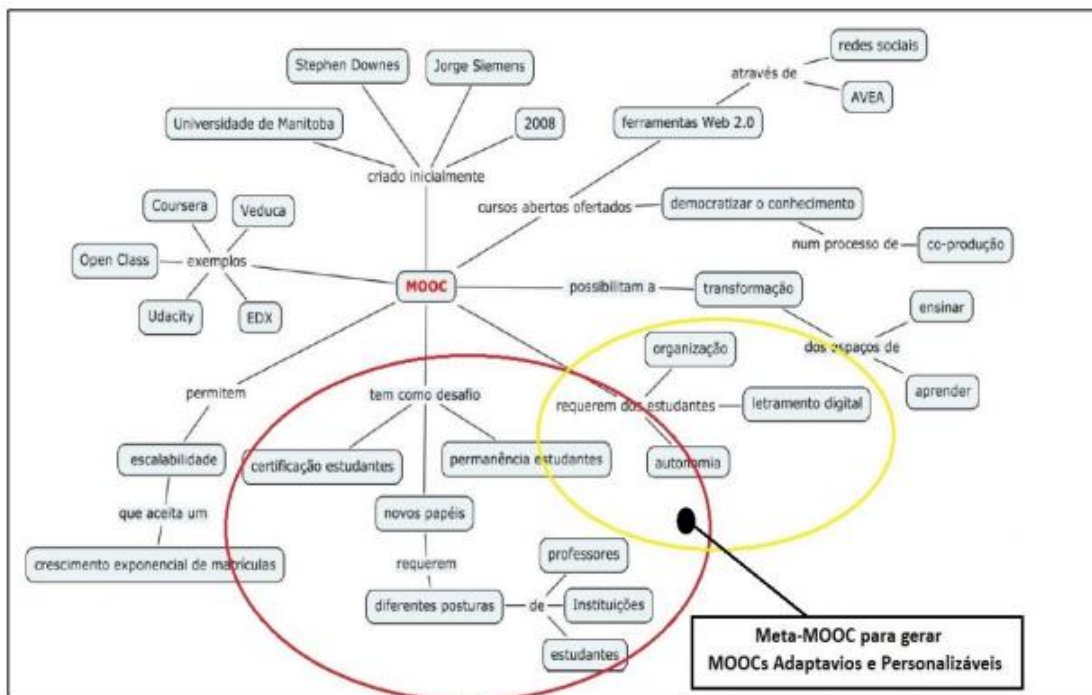 redes sociais
Stephen Downes
Jorge Siemens
através de
AVEA
Universidade de Manitoba
2008
ferramentas Web 2.0
criado inicialmente
Coursera
Veduca
cursos abertos ofertados
democratizar o conhecimento
num processo de
co-produção
Open Class
exemplos
MOOC
possibilitam a
transformação
Udacity
EDX
ensinar
organização
dos espaços de
permitem
tem como desafio
requerem dos estudantes
letramento digital
aprender
escalabilidade
certificação estudantes
permanência estudantes
autonomia
que aceita um
novos papéis
crescimento exponencial de matrículas
requerem
professores
diferentes posturas
de
Instituições
estudantes
Meta-MOOC para gerar
MOOCs Adaptavios e Personalizáveis